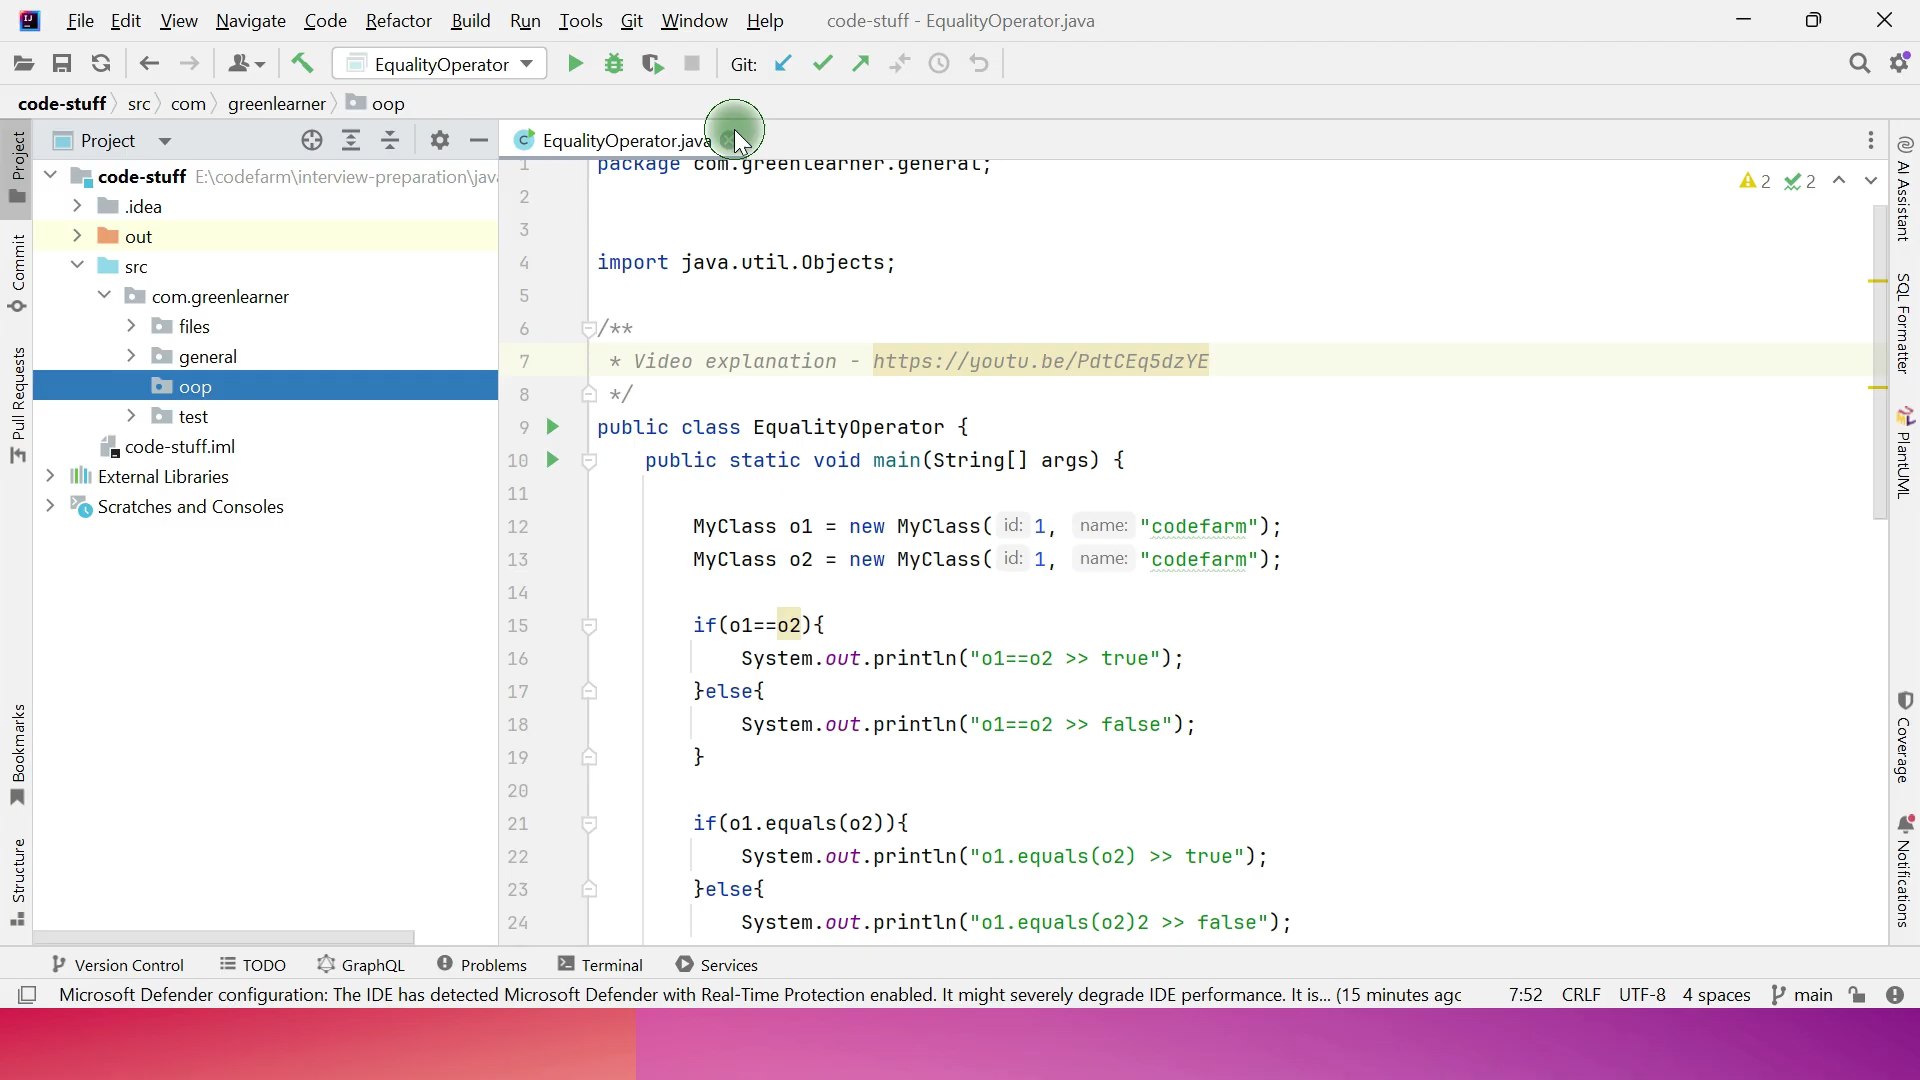 File Edit View Navigate Code Refactor Build Run Tools Git Window Help code-stuff - EqualityOperator.java
EqualityOperator Git:
code-stuff src com greenlearner oop
Project
EqualityOperator.java
code-stuff E:\codefarm\interview-preparation\jav
.idea
out
src
com.greenlearner
files
general
oop
test
code-stuff.iml
External Libraries
Scratches and Consoles
Project
Commit
Pull Requests
Bookmarks
Structure
2 2
1 package com.greenlearner.general;
2
3
4 import java.util.Objects;
5
6 /**
7 * Video explanation - https://youtu.be/PdtCEq5dzYE
8 */
9 public class EqualityOperator {
10 public static void main(String[] args) {
11
12 MyClass o1 = new MyClass( id: 1, name: "codefarm");
13 MyClass o2 = new MyClass( id: 1, name: "codefarm");
14
15 if(o1==o2){
16 System.out.println("o1==o2 >> true");
17 }else{
18 System.out.println("o1==o2 >> false");
19 }
20
21 if(o1.equals(o2)){
22 System.out.println("o1.equals(o2) >> true");
23 }else{
24 System.out.println("o1.equals(o2)2 >> false");
AI Assistant
SQL Formatter
PlantUML
Coverage
Notifications
Version Control TODO GraphQL Problems Terminal Services
Microsoft Defender configuration: The IDE has detected Microsoft Defender with Real-Time Protection enabled. It might severely degrade IDE performance. It is... (15 minutes agc 7:52 CRLF UTF-8 4 spaces main